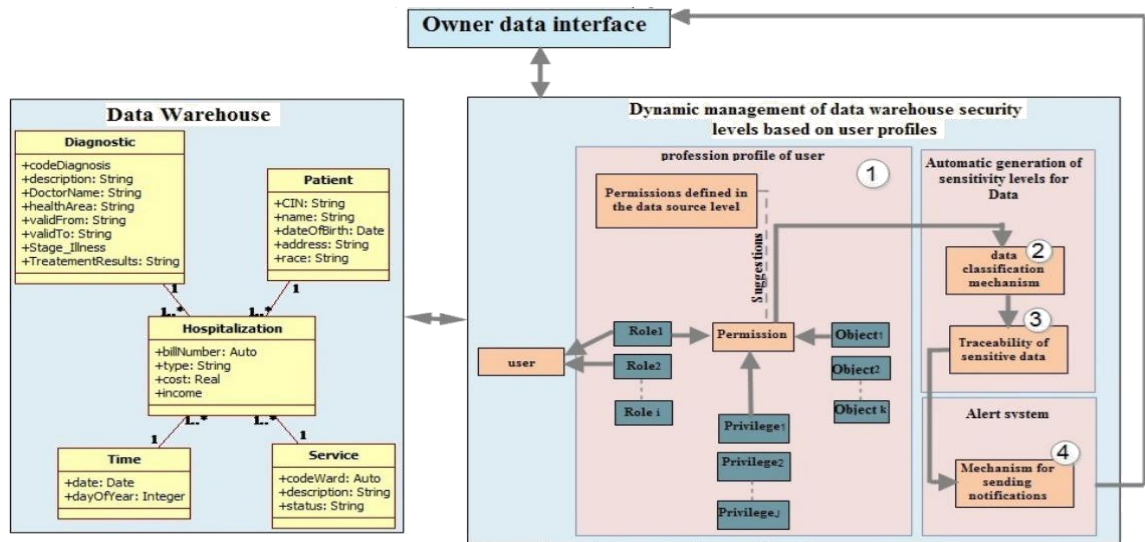 Owner data interface
Data Warehouse
Diagnostic
+codeDiagnosis
+description: String
+DoctorName: String
+healthArea: String
+validFrom: String
+validTo: String
+Stage_Illness
+TreatementResults: String
Patient
+CIN: String
+name: String
+dateOfBirth: Date
+address: String
+race: String
1
1
1..*
1..*
Hospitalization
+billNumber: Auto
+type: String
+cost: Real
+income
1..*
1..*
1
1
Time
+date: Date
+dayOfYear: Integer
Service
+codeWard: Auto
+description: String
+status: String
Dynamic management of data warehouse security
levels based on user profiles
profession profile of user
1
Permissions defined in
the data source level
Suggestions
user
Role1
Role2
Role i
Permission
Object1
Object2
Object k
Privilege1
Privilege2
PrivilegeJ
Automatic generation of
sensitivity levels for
Data
2
data
classification
mechanism
3
Traceability of
sensitive data
Alert system
4
Mechanism for
sending
notifications